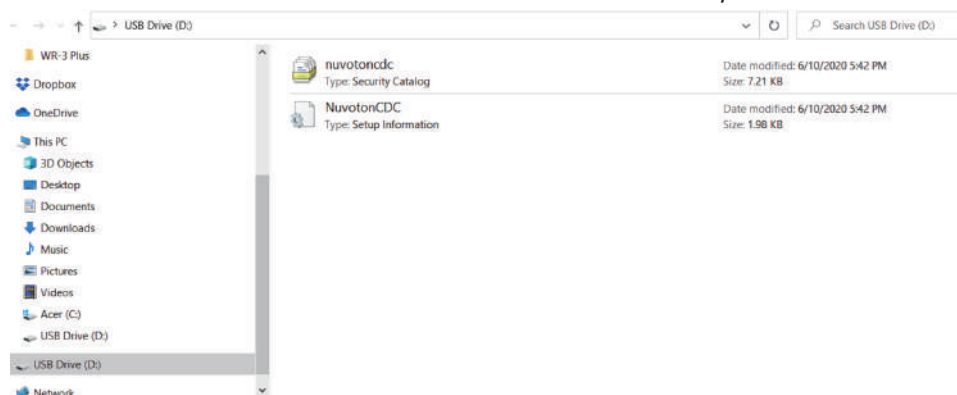 USB Drive (D:)
Search USB Drive (D:)
WR-3 Plus
Dropbox
OneDrive
This PC
3D Objects
Desktop
Documents
Downloads
Music
Pictures
Videos
Acer (C:)
USB Drive (D:)
USB Drive (D:)
Network
nuvotoncdc
Type: Security Catalog
Date modified: 6/10/2020 5:42 PM
Size: 7.21 KB
NuvotonCDC
Type: Setup Information
Date modified: 6/10/2020 5:42 PM
Size: 1.98 KB